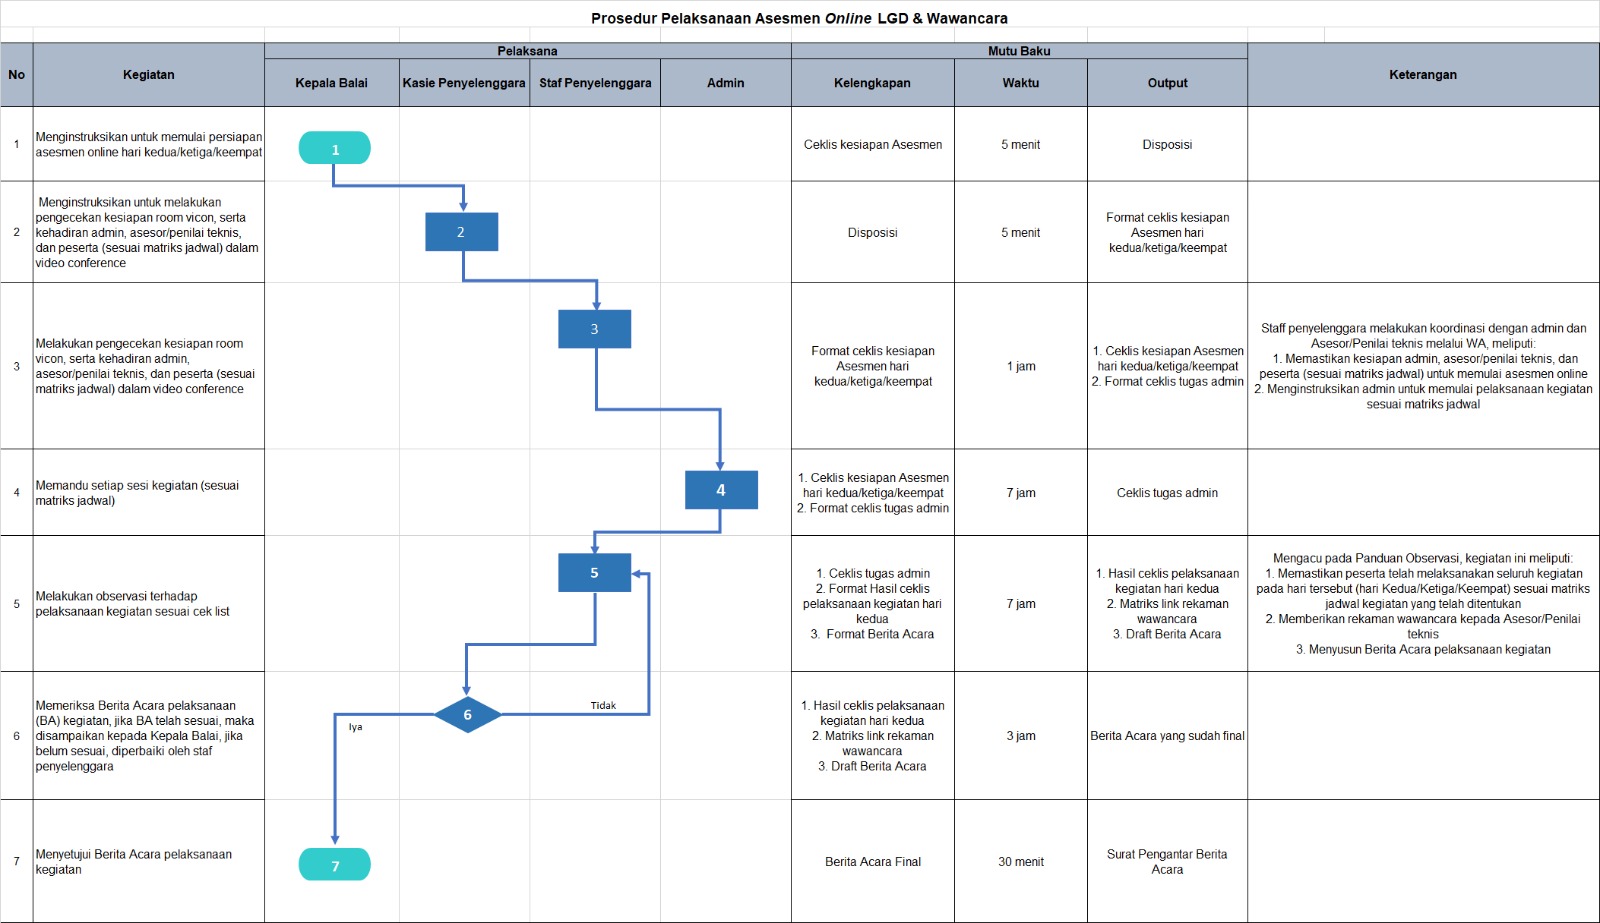 Prosedur Pelaksanaan Asesmen Online LGD & Wawancara
No
Kegiatan
Pelaksana
Mutu Baku
Keterangan
Kepala Balai
Kasie Penyelenggara
Staf Penyelenggara
Admin
Kelengkapan
Waktu
Output
1
Menginstruksikan untuk memulai persiapan
asesmen online hari kedua/ketiga/keempat
1
Ceklis kesiapan Asesmen
5 menit
Disposisi
2
Menginstruksikan untuk melakukan
pengecekan kesiapan room vicon, serta
kehadiran admin, asesor/penilai teknis,
dan peserta (sesuai matriks jadwal) dalam
video conference
2
Disposisi
5 menit
Format ceklis kesiapan
Asesmen hari
kedua/ketiga/keempat
3
Melakukan pengecekan kesiapan room
vicon, serta kehadiran admin,
asesor/penilai teknis, dan peserta (sesuai
matriks jadwal) dalam video conference
3
Format ceklis kesiapan
Asesmen hari
kedua/ketiga/keempat
1 jam
1. Ceklis kesiapan Asesmen
hari kedua/ketiga/keempat
2. Format ceklis tugas admin
Staff penyelenggara melakukan koordinasi dengan admin dan
Asesor/Penilai teknis melalui WA, meliputi:
1. Memastikan kesiapan admin, asesor/penilai teknis, dan
peserta (sesuai matriks jadwal) untuk memulai asesmen online
2. Menginstruksikan admin untuk memulai pelaksanaan kegiatan
sesuai matriks jadwal
4
Memandu setiap sesi kegiatan (sesuai
matriks jadwal)
4
1. Ceklis kesiapan Asesmen
hari kedua/ketiga/keempat
2. Format ceklis tugas admin
7 jam
Ceklis tugas admin
5
Melakukan observasi terhadap
pelaksanaan kegiatan sesuai cek list
5
1. Ceklis tugas admin
2. Format Hasil ceklis
pelaksanaan kegiatan hari
kedua
3. Format Berita Acara
7 jam
1. Hasil ceklis pelaksanaan
kegiatan hari kedua
2. Matriks link rekaman
wawancara
3. Draft Berita Acara
Mengacu pada Panduan Observasi, kegiatan ini meliputi:
1. Memastikan peserta telah melaksanakan seluruh kegiatan
pada hari tersebut (hari Kedua/Ketiga/Keempat) sesuai matriks
jadwal kegiatan yang telah ditentukan
2. Memberikan rekaman wawancara kepada Asesor/Penilai
teknis
3. Menyusun Berita Acara pelaksanaan kegiatan
6
Memeriksa Berita Acara pelaksanaan
(BA) kegiatan, jika BA telah sesuai, maka
disampaikan kepada Kepala Balai, jika
belum sesuai, diperbaiki oleh staf
penyelenggara
Iya
6
Tidak
1. Hasil ceklis pelaksanaan
kegiatan hari kedua
2. Matriks link rekaman
wawancara
3. Draft Berita Acara
3 jam
Berita Acara yang sudah final
7
Menyetujui Berita Acara pelaksanaan
kegiatan
7
Berita Acara Final
30 menit
Surat Pengantar Berita
Acara